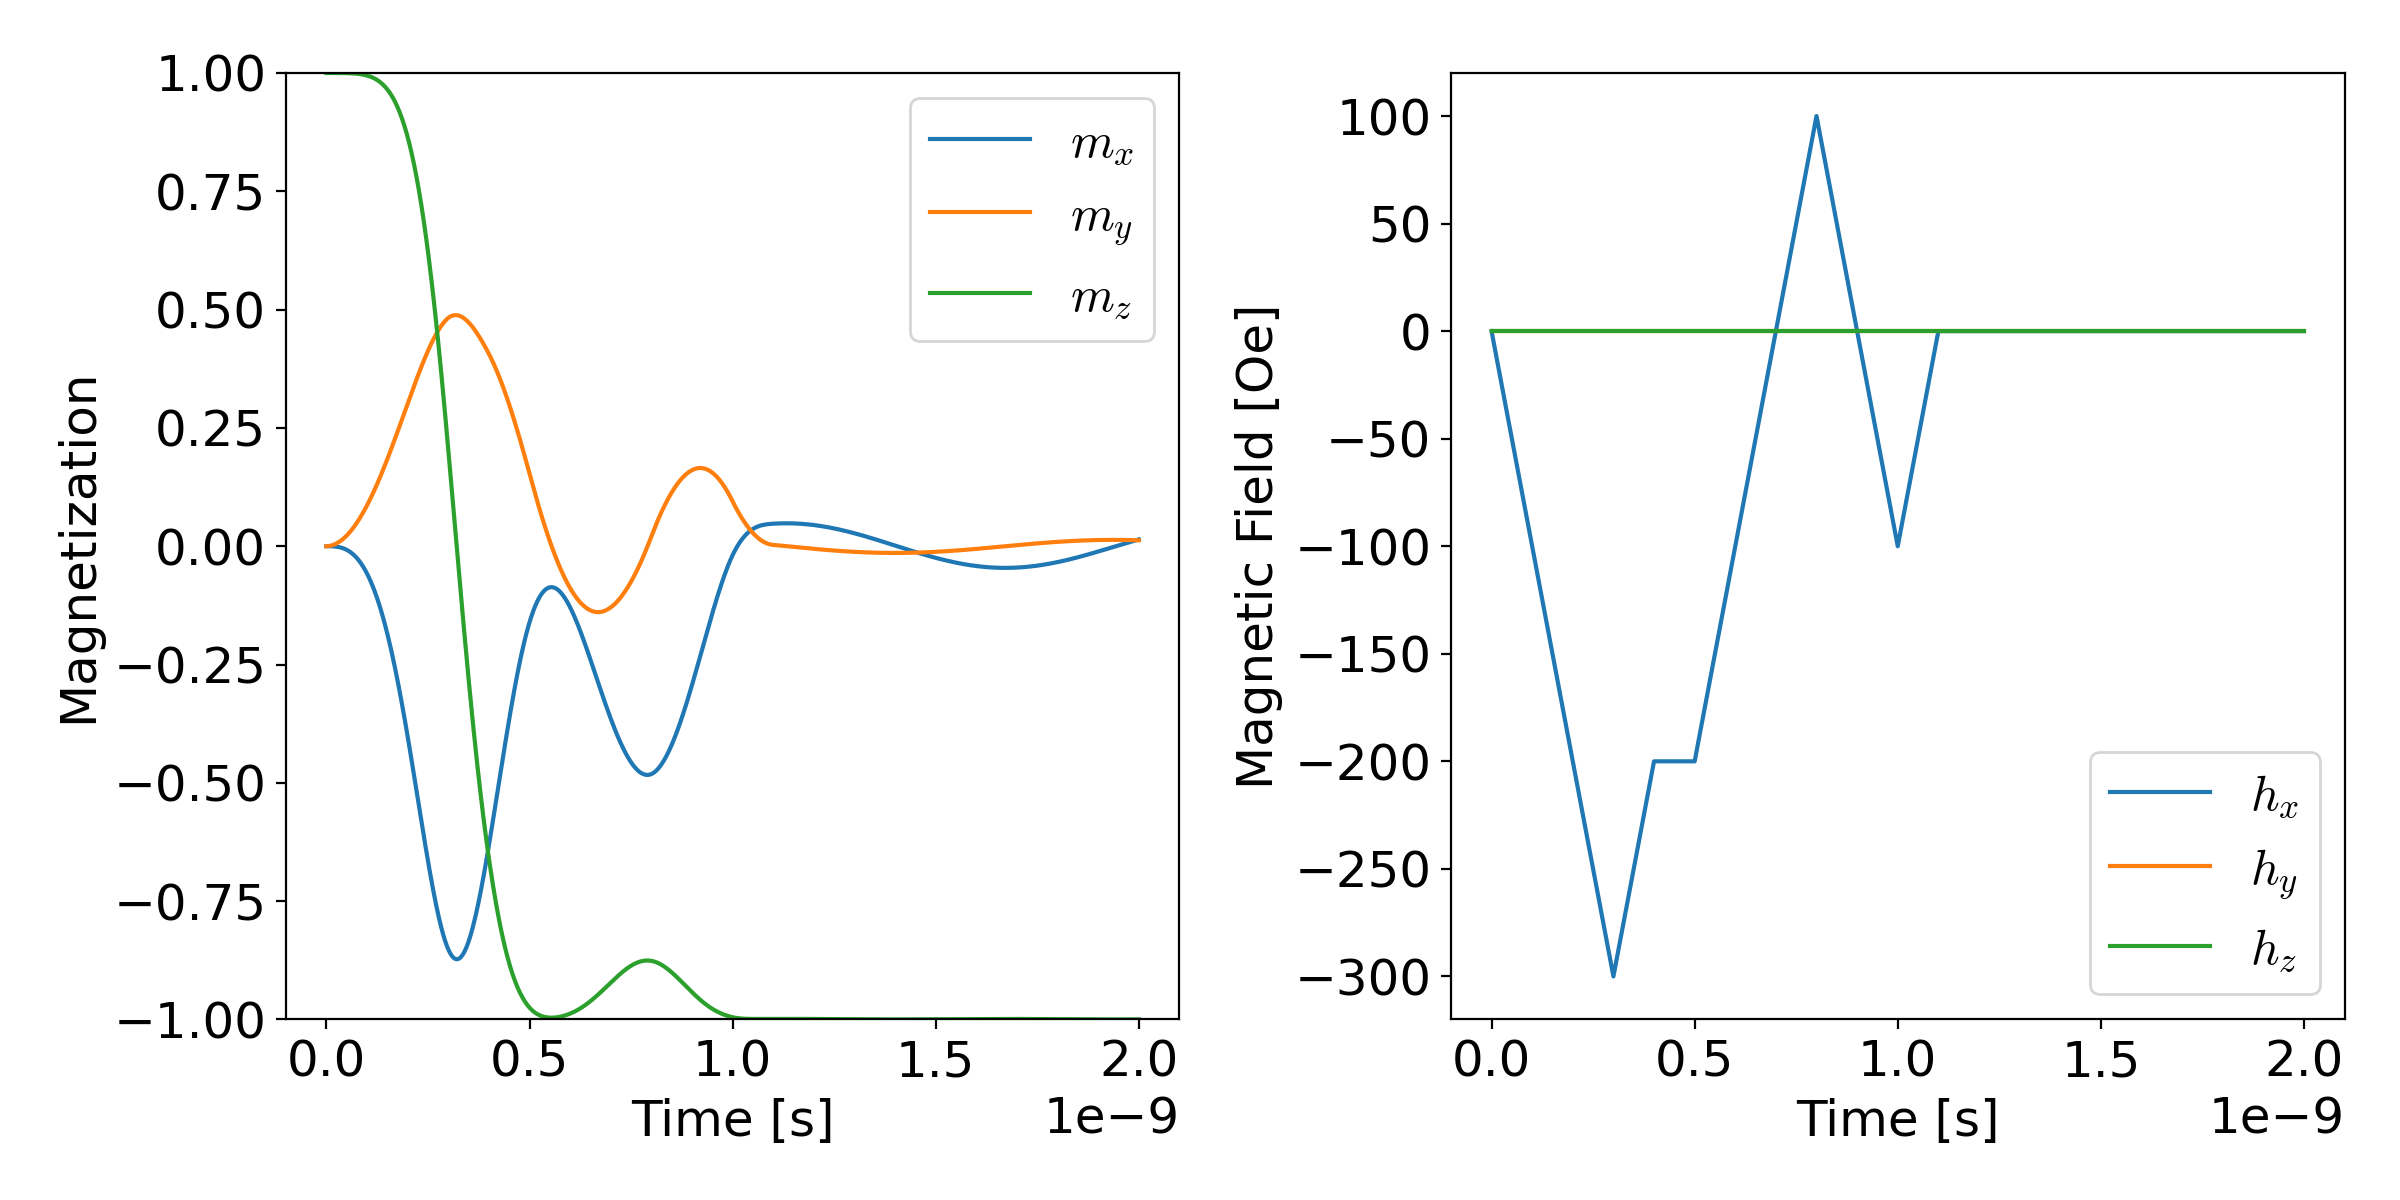 Magnetization
1.00
0.75
0.50
0.25
0.00
−0.25
−0.50
−0.75
−1.00
0.0 0.5 1.0 1.5 2.0
Time [s]
1e−9
m_x
m_y
m_z
Magnetic Field [Oe]
100
50
0
−50
−100
−150
−200
−250
−300
0.0 0.5 1.0 1.5 2.0
Time [s]
1e−9
h_x
h_y
h_z